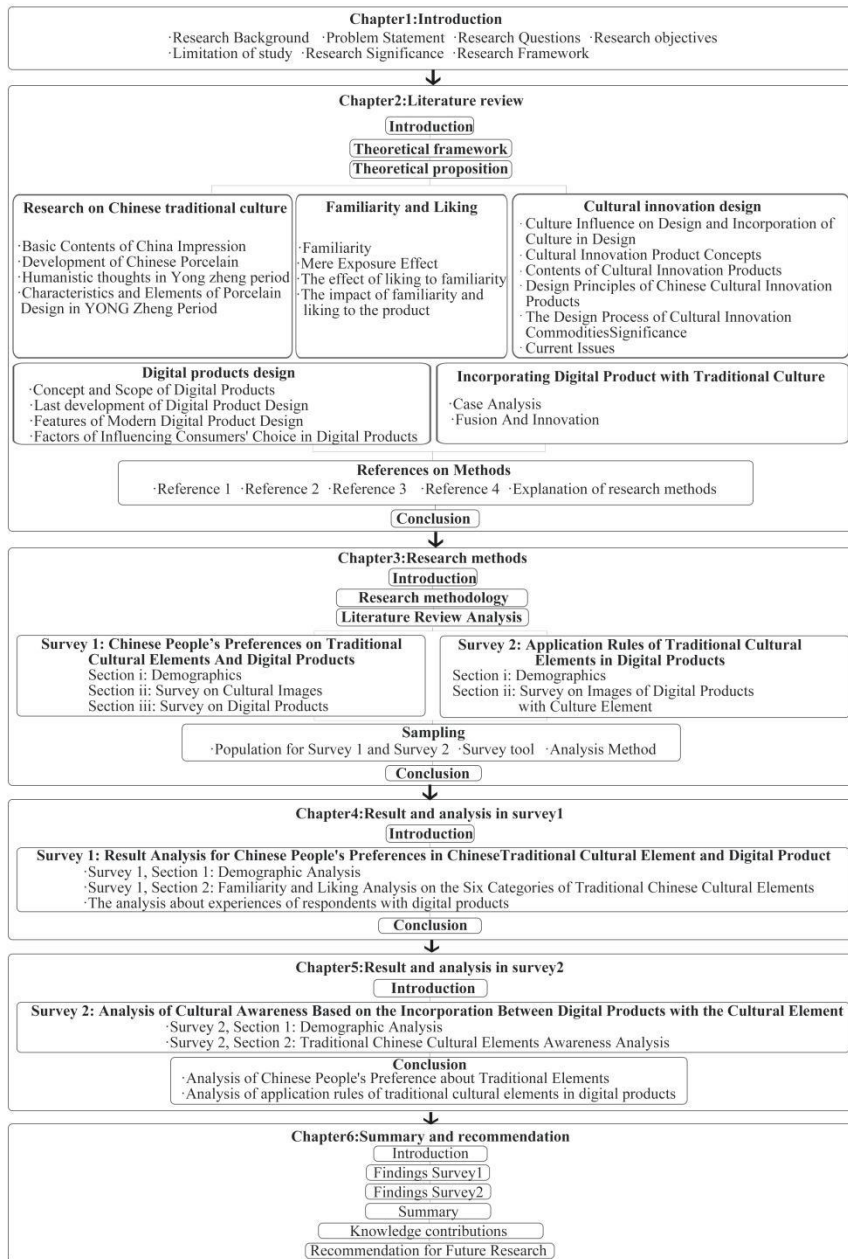 Chapter1:Introduction
·Research Background ·Problem Statement ·Research Questions ·Research objectives
·Limitation of study ·Research Significance ·Research Framework
Chapter2:Literature review
Introduction
Theoretical framework
Theoretical proposition
Research on Chinese traditional culture
·Basic Contents of China Impression
·Development of Chinese Porcelain
·Humanistic thoughts in Yong zheng period
·Characteristics and Elements of Porcelain
Design in YONG Zheng Period
Familiarity and Liking
·Familiarity
·Mere Exposure Effect
·The effect of liking to familiarity
·The impact of familiarity and
liking to the product
Cultural innovation design
·Culture Influence on Design and Incorporation of
Culture in Design
·Cultural Innovation Product Concepts
·Contents of Cultural Innovation Products
·Design Principles of Chinese Cultural Innovation
Products
·The Design Process of Cultural Innovation
CommoditiesSignificance
·Current Issues
Digital products design
·Concept and Scope of Digital Products
·Last development of Digital Product Design
·Features of Modern Digital Product Design
·Factors of Influencing Consumers' Choice in Digital Products
Incorporating Digital Product with Traditional Culture
·Case Analysis
·Fusion And Innovation
References on Methods
·Reference 1 ·Reference 2 ·Reference 3 ·Reference 4 ·Explanation of research methods
Conclusion
Chapter3:Research methods
Introduction
Research methodology
Literature Review Analysis
Survey 1: Chinese People’s Preferences on Traditional
Cultural Elements And Digital Products
Section i: Demographics
Section ii: Survey on Cultural Images
Section iii: Survey on Digital Products
Survey 2: Application Rules of Traditional Cultural
Elements in Digital Products
Section i: Demographics
Section ii: Survey on Images of Digital Products
with Culture Element
Sampling
·Population for Survey 1 and Survey 2 ·Survey tool ·Analysis Method
Conclusion
Chapter4:Result and analysis in survey1
Introduction
Survey 1: Result Analysis for Chinese People's Preferences in ChineseTraditional Cultural Element and Digital Product
·Survey 1, Section 1: Demographic Analysis
·Survey 1, Section 2: Familiarity and Liking Analysis on the Six Categories of Traditional Chinese Cultural Elements
·The analysis about experiences of respondents with digital products
Conclusion
Chapter5:Result and analysis in survey2
Introduction
Survey 2: Analysis of Cultural Awareness Based on the Incorporation Between Digital Products with the Cultural Element
·Survey 2, Section 1: Demographic Analysis
·Survey 2, Section 2: Traditional Chinese Cultural Elements Awareness Analysis
Conclusion
·Analysis of Chinese People's Preference about Traditional Elements
·Analysis of application rules of traditional cultural elements in digital products
Chapter6:Summary and recommendation
Introduction
Findings Survey1
Findings Survey2
Summary
Knowledge contributions
Recommendation for Future Research